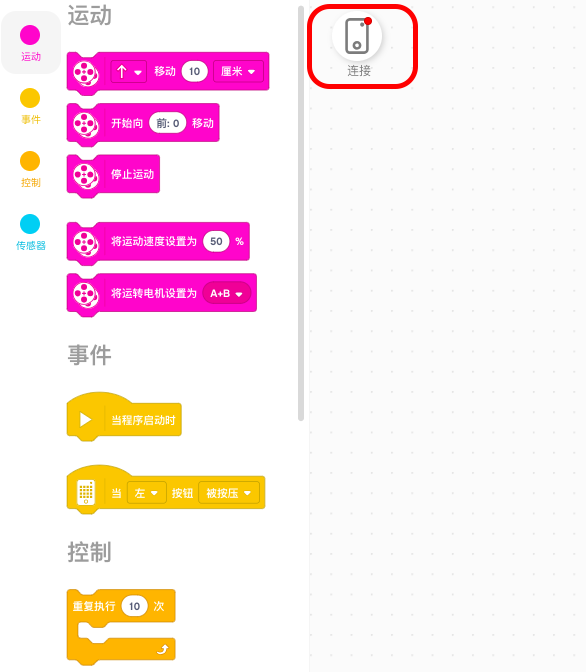 运动
连接
运动
↑ 移动 10 厘米
事件
开始向 前: 0 移动
控制
停止运动
传感器
将运动速度设置为 50 %
将运转电机设置为 A+B
事件
当程序启动时
当 左 按钮 被按压
控制
重复执行 10 次